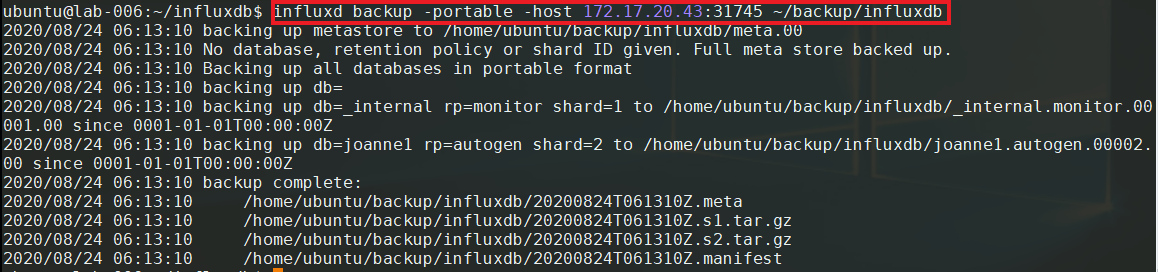 ubuntu@lab-006:~/influxdb$ influxd backup -portable -host 172.17.20.43:31745 ~/backup/influxdb
2020/08/24 06:13:10 backing up metastore to /home/ubuntu/backup/influxdb/meta.00
2020/08/24 06:13:10 No database, retention policy or shard ID given. Full meta store backed up.
2020/08/24 06:13:10 Backing up all databases in portable format
2020/08/24 06:13:10 backing up db=
2020/08/24 06:13:10 backing up db=_internal rp=monitor shard=1 to /home/ubuntu/backup/influxdb/_internal.monitor.00
001.00 since 0001-01-01T00:00:00Z
2020/08/24 06:13:10 backing up db=joanne1 rp=autogen shard=2 to /home/ubuntu/backup/influxdb/joanne1.autogen.00002.
00 since 0001-01-01T00:00:00Z
2020/08/24 06:13:10 backup complete:
2020/08/24 06:13:10     /home/ubuntu/backup/influxdb/20200824T061310Z.meta
2020/08/24 06:13:10     /home/ubuntu/backup/influxdb/20200824T061310Z.s1.tar.gz
2020/08/24 06:13:10     /home/ubuntu/backup/influxdb/20200824T061310Z.s2.tar.gz
2020/08/24 06:13:10     /home/ubuntu/backup/influxdb/20200824T061310Z.manifest